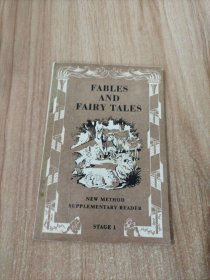 FABLES
AND
FAIRY TALES
NEW METHOD
SUPPLEMENTARY READER
STAGE 1